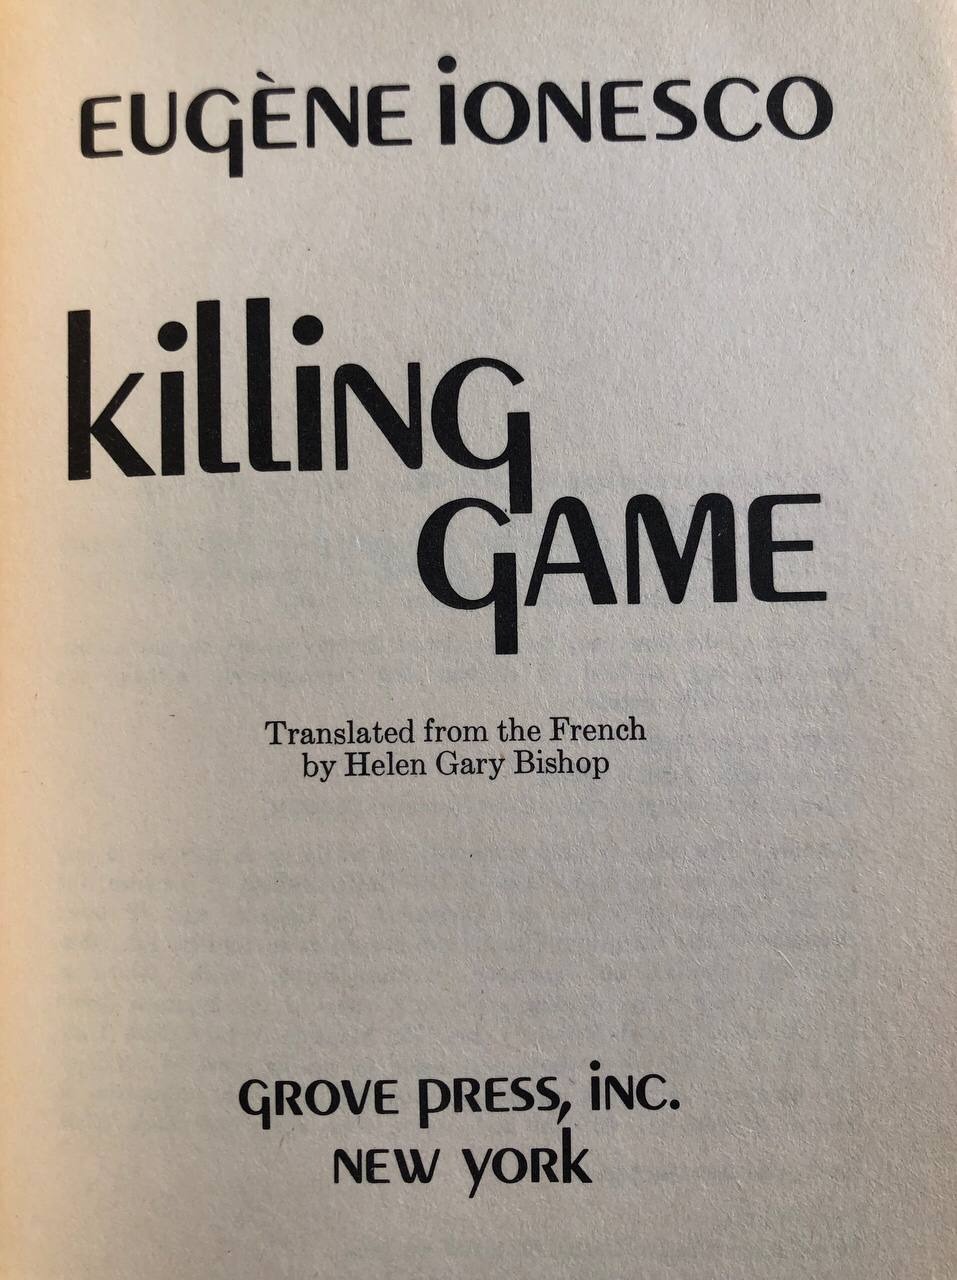 EUGÈNE IONESCO
killing
GAME
Translated from the French
by Helen Gary Bishop
GROVE PRESS, INC.
NEW YORK